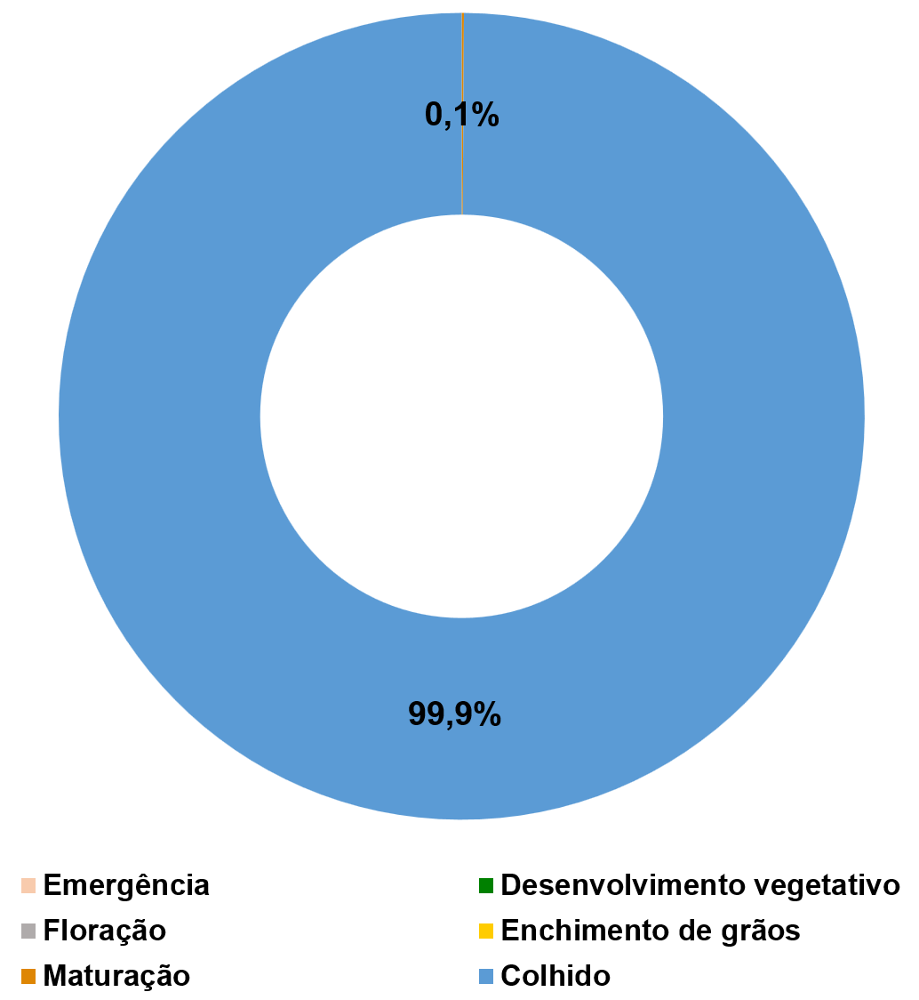 0,1%
99,9%
Emergência
Desenvolvimento vegetativo
Floração
Enchimento de grãos
Maturação
Colhido